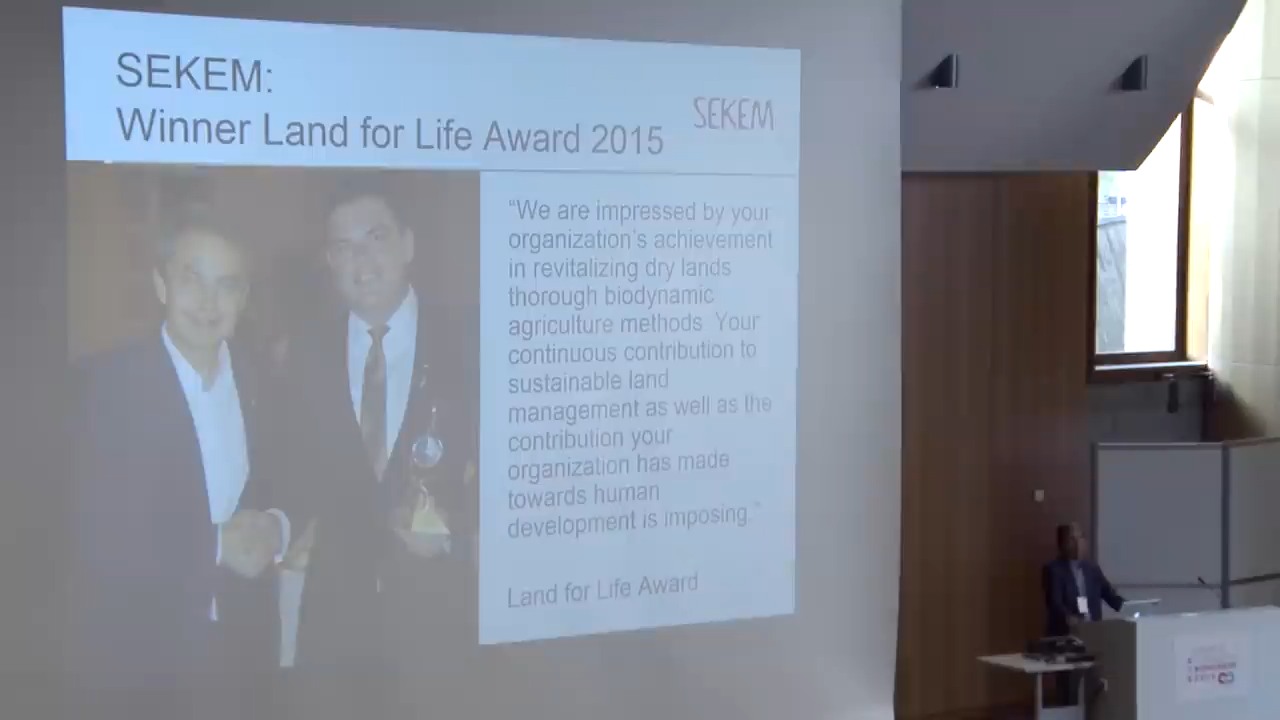 SEKEM:
Winner Land for Life Award 2015
SEKEM
“We are impressed by your
organization's achievement
in revitalizing dry lands
thorough biodynamic
agriculture methods. Your
continuous contribution to
sustainable land
management as well as the
contribution your
organization has made
towards human
development is imposing.”
Land for Life Award